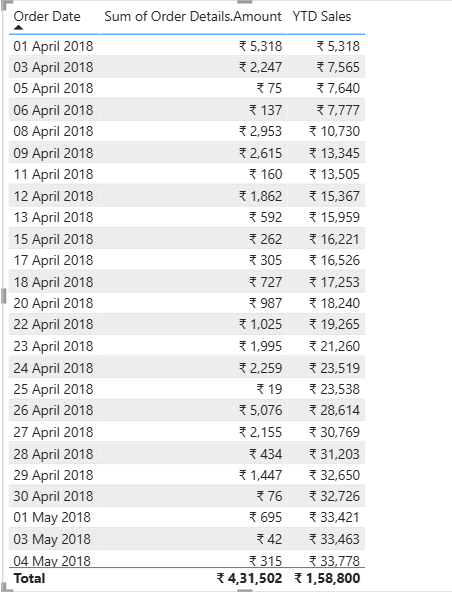 Order Date Sum of Order Details.Amount YTD Sales
01 April 2018 ₹ 5,318 ₹ 5,318
03 April 2018 ₹ 2,247 ₹ 7,565
05 April 2018 ₹ 75 ₹ 7,640
06 April 2018 ₹ 137 ₹ 7,777
08 April 2018 ₹ 2,953 ₹ 10,730
09 April 2018 ₹ 2,615 ₹ 13,345
11 April 2018 ₹ 160 ₹ 13,505
12 April 2018 ₹ 1,862 ₹ 15,367
13 April 2018 ₹ 592 ₹ 15,959
15 April 2018 ₹ 262 ₹ 16,221
17 April 2018 ₹ 305 ₹ 16,526
18 April 2018 ₹ 727 ₹ 17,253
20 April 2018 ₹ 987 ₹ 18,240
22 April 2018 ₹ 1,025 ₹ 19,265
23 April 2018 ₹ 1,995 ₹ 21,260
24 April 2018 ₹ 2,259 ₹ 23,519
25 April 2018 ₹ 19 ₹ 23,538
26 April 2018 ₹ 5,076 ₹ 28,614
27 April 2018 ₹ 2,155 ₹ 30,769
28 April 2018 ₹ 434 ₹ 31,203
29 April 2018 ₹ 1,447 ₹ 32,650
30 April 2018 ₹ 76 ₹ 32,726
01 May 2018 ₹ 695 ₹ 33,421
03 May 2018 ₹ 42 ₹ 33,463
04 May 2018 ₹ 315 ₹ 33,778
Total ₹ 4,31,502 ₹ 1,58,800